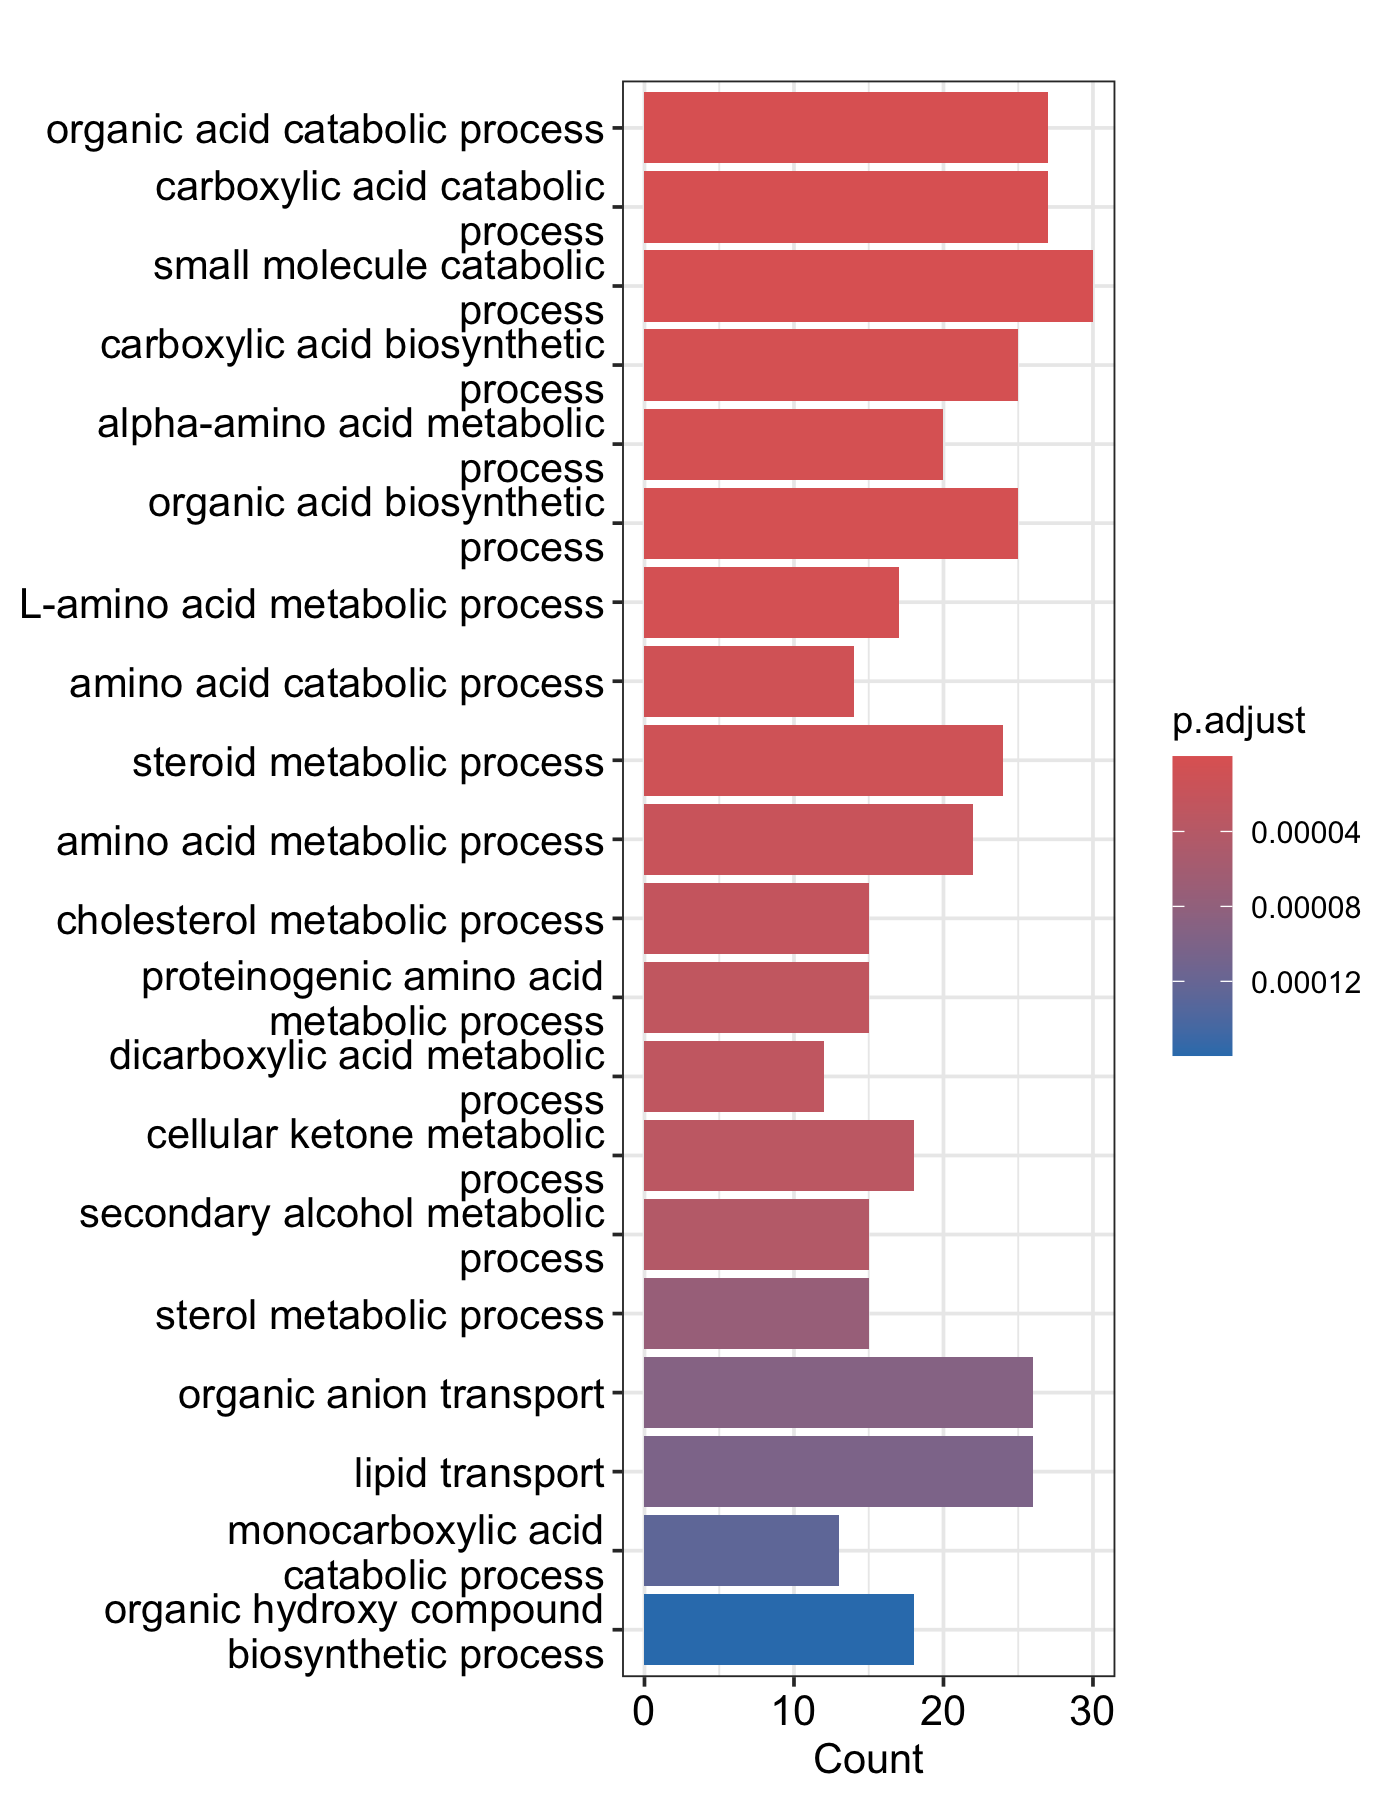 organic acid catabolic process
carboxylic acid catabolic
process
small molecule catabolic
process
carboxylic acid biosynthetic
process
alpha-amino acid metabolic
process
organic acid biosynthetic
process
L-amino acid metabolic process
amino acid catabolic process
steroid metabolic process
amino acid metabolic process
cholesterol metabolic process
proteinogenic amino acid
metabolic process
dicarboxylic acid metabolic
process
cellular ketone metabolic
process
secondary alcohol metabolic
process
sterol metabolic process
organic anion transport
lipid transport
monocarboxylic acid
catabolic process
organic hydroxy compound
biosynthetic process
0 10 20 30
Count
p.adjust
0.00004
0.00008
0.00012